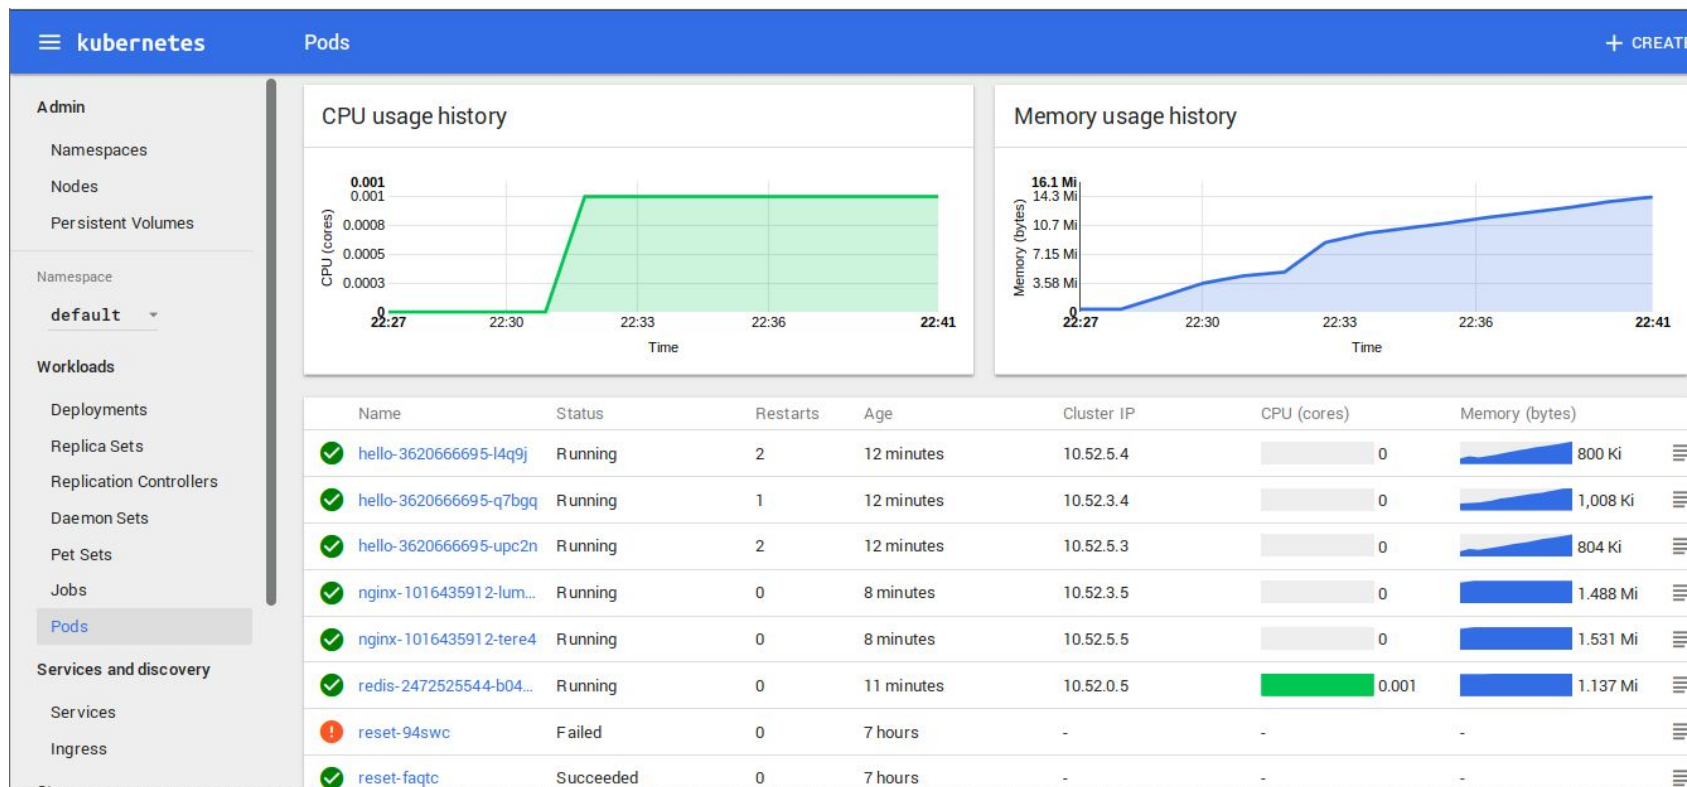 kubernetes
Pods
+ CREATE
Admin
Namespaces
Nodes
Persistent Volumes
Namespace
default
Workloads
Deployments
Replica Sets
Replication Controllers
Daemon Sets
Pet Sets
Jobs
Pods
Services and discovery
Services
Ingress
CPU usage history
CPU (cores)
0.001
0.001
0.0008
0.0005
0.0003
0
22:27 22:30 22:33 22:36 22:41
Time
Memory usage history
Memory (bytes)
16.1 Mi
14.3 Mi
10.7 Mi
7.15 Mi
3.58 Mi
0
22:27 22:30 22:33 22:36 22:41
Time
Name Status Restarts Age Cluster IP CPU (cores) Memory (bytes)
hello-3620666695-l4q9j Running 2 12 minutes 10.52.5.4 0 800 Ki
hello-3620666695-q7bgq Running 1 12 minutes 10.52.3.4 0 1,008 Ki
hello-3620666695-upc2n Running 2 12 minutes 10.52.5.3 0 804 Ki
nginx-1016435912-lum... Running 0 8 minutes 10.52.3.5 0 1.488 Mi
nginx-1016435912-tere4 Running 0 8 minutes 10.52.5.5 0 1.531 Mi
redis-2472525544-b04... Running 0 11 minutes 10.52.0.5 0.001 1.137 Mi
reset-94swc Failed 0 7 hours - - -
reset-faqtc Succeeded 0 7 hours - - -